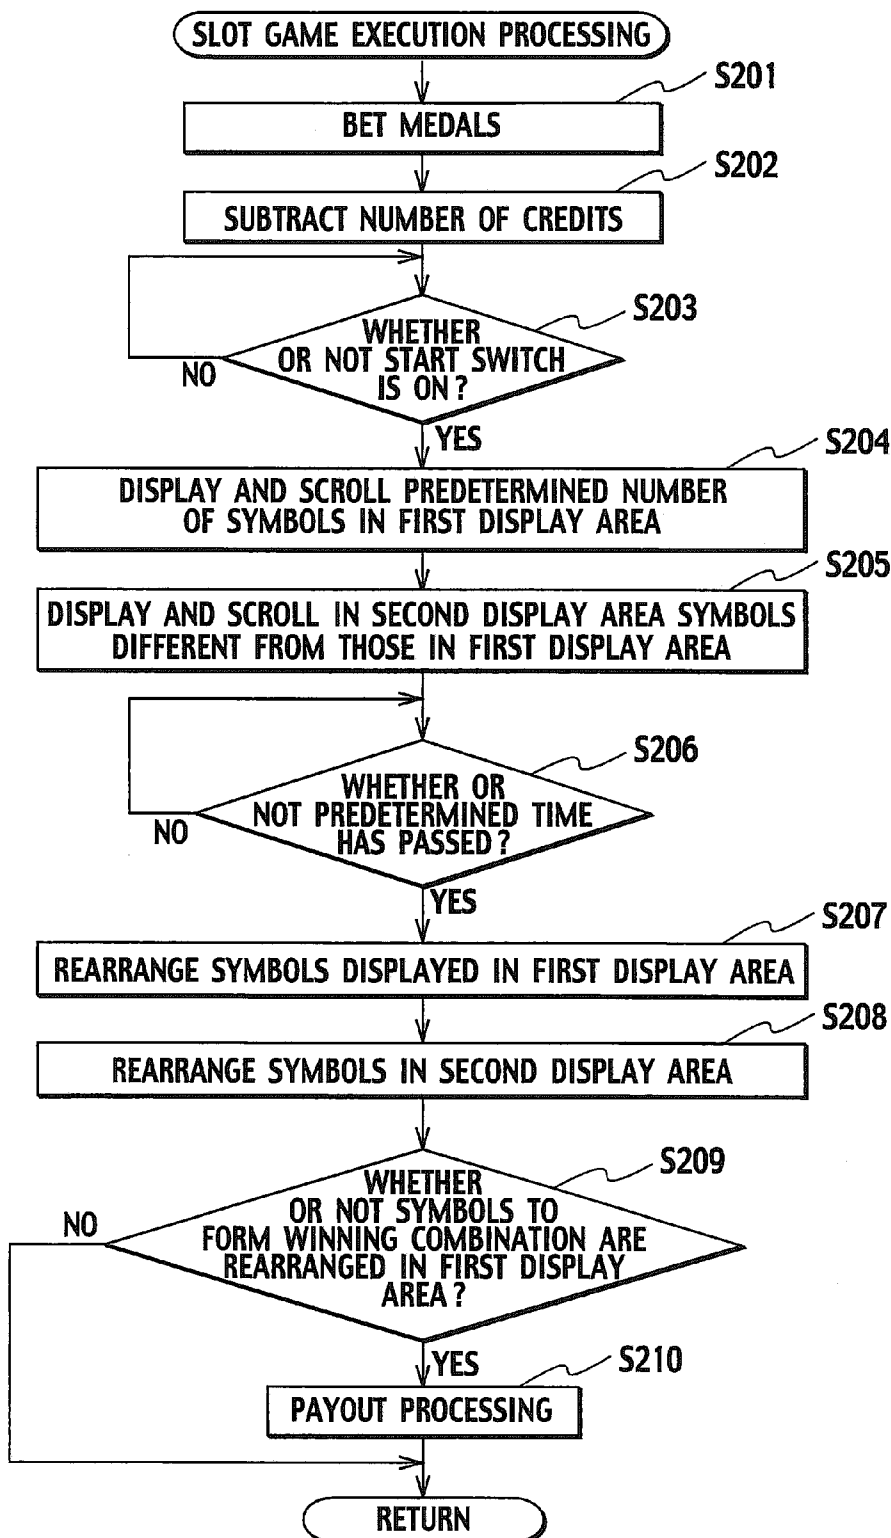 SLOT GAME EXECUTION PROCESSING
S201
BET MEDALS
S202
SUBTRACT NUMBER OF CREDITS
S203
WHETHER
OR NOT START SWITCH
IS ON?
NO
YES
S204
DISPLAY AND SCROLL PREDETERMINED NUMBER
OF SYMBOLS IN FIRST DISPLAY AREA
S205
DISPLAY AND SCROLL IN SECOND DISPLAY AREA SYMBOLS
DIFFERENT FROM THOSE IN FIRST DISPLAY AREA
S206
WHETHER OR
NOT PREDETERMINED TIME
HAS PASSED?
NO
YES
S207
REARRANGE SYMBOLS DISPLAYED IN FIRST DISPLAY AREA
S208
REARRANGE SYMBOLS IN SECOND DISPLAY AREA
S209
WHETHER
OR NOT SYMBOLS TO
FORM WINNING COMBINATION ARE
REARRANGED IN FIRST DISPLAY
AREA?
NO
YES
S210
PAYOUT PROCESSING
RETURN